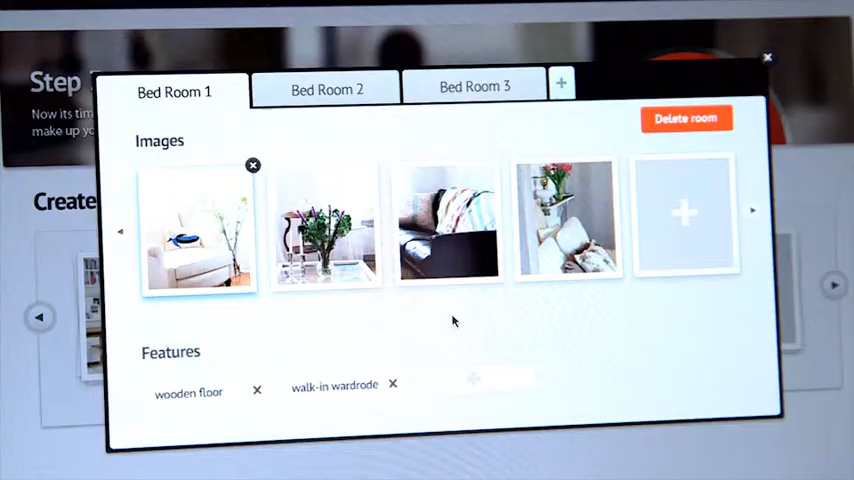 Step
Now its tim
make up yo
Create
Bed Room 1
Bed Room 2
Bed Room 3
Delete room
Images
Features
wooden floor
walk-in wardrode